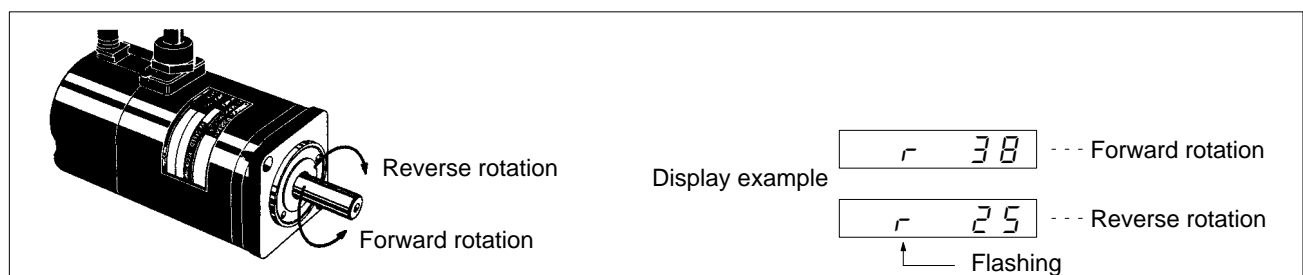 Reverse rotation
Forward rotation
Display example
r 38 --- Forward rotation
r 25 --- Reverse rotation
Flashing